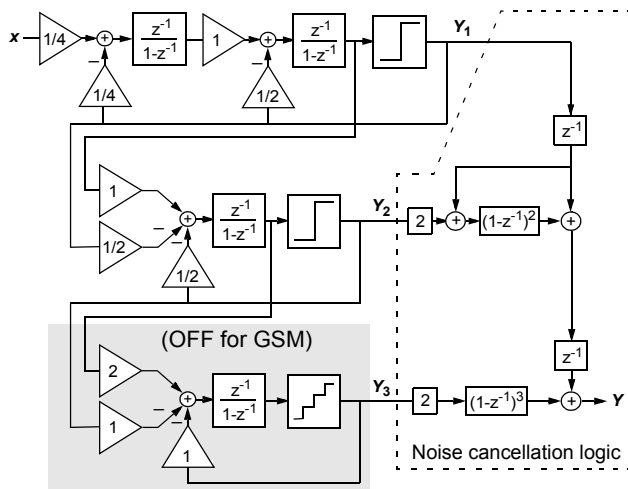 x
1/4
z⁻¹
1-z⁻¹
1
z⁻¹
1-z⁻¹
Y₁
1/4
1/2
z⁻¹
1
1/2
z⁻¹
1-z⁻¹
Y₂
2
(1-z⁻¹)²
1/2
(OFF for GSM)
z⁻¹
2
1
z⁻¹
1-z⁻¹
Y₃
2
(1-z⁻¹)³
Y
1
Noise cancellation logic